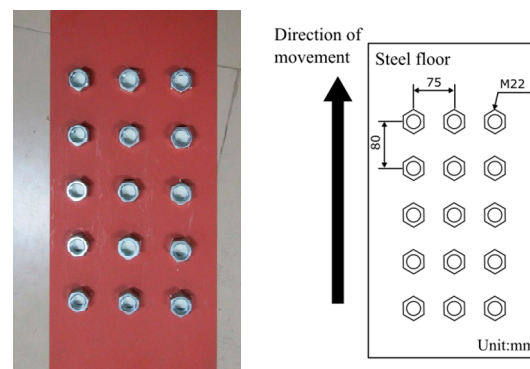 Direction of
movement
Steel floor
75
M22
80
Unit:mm